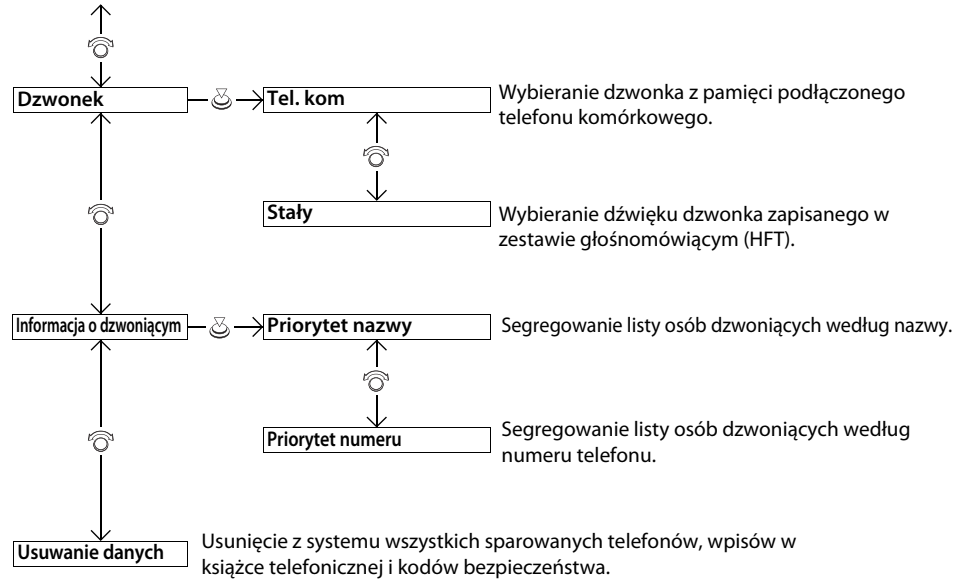 Dzwonek
Tel. kom
Wybieranie dzwonka z pamięci podłączonego
telefonu komórkowego.
Stały
Wybieranie dźwięku dzwonka zapisanego w
zestawie głośnomówiącym (HFT).
Informacja o dzwoniącym
Priorytet nazwy
Segregowanie listy osób dzwoniących według nazwy.
Priorytet numeru
Segregowanie listy osób dzwoniących według
numeru telefonu.
Usuwanie danych
Usunięcie z systemu wszystkich sparowanych telefonów, wpisów w
książce telefonicznej i kodów bezpieczeństwa.